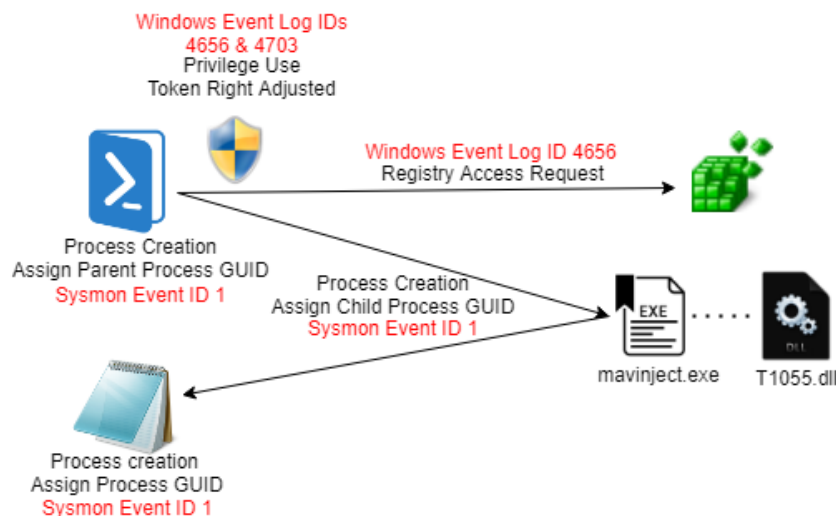 Windows Event Log IDs
4656 & 4703
Privilege Use
Token Right Adjusted
Windows Event Log ID 4656
Registry Access Request
Process Creation
Assign Parent Process GUID
Sysmon Event ID 1
Process Creation
Assign Child Process GUID
Sysmon Event ID 1
EXE
mavinject.exe
DLL
T1055.dll
Process creation
Assign Process GUID
Sysmon Event ID 1